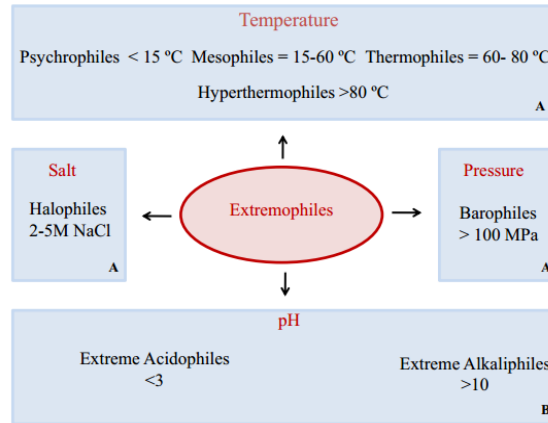 Temperature
Psychrophiles < 15 ºC Mesophiles = 15-60 ºC Thermophiles = 60- 80 ºC
Hyperthermophiles >80 ºC
A
Salt
Halophiles
2-5M NaCl
A
Extremophiles
Pressure
Barophiles
> 100 MPa
A
pH
Extreme Acidophiles
<3
Extreme Alkaliphiles
>10
B